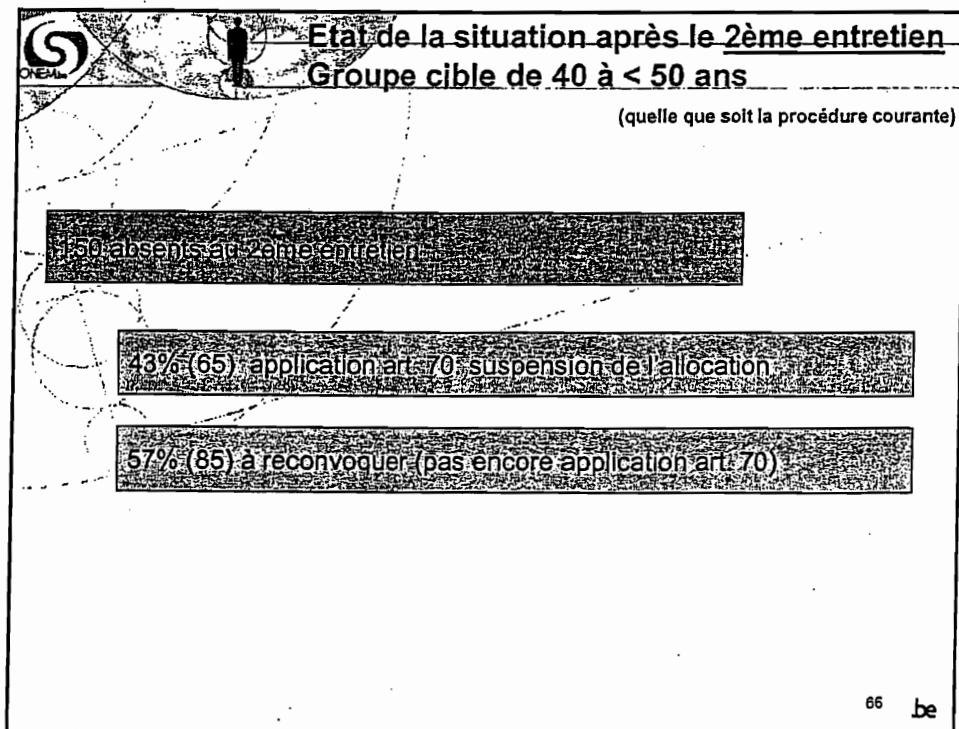 Etat de la situation après le 2ème entretien
Groupe cible de 40 à < 50 ans
ONEM.be
(quelle que soit la procédure courante)
150 absents au 2ème entretien
43% (65) application art. 70: suspension de l'allocation
57% (85) à reconvoquer (pas encore application art. 70)
66 .be